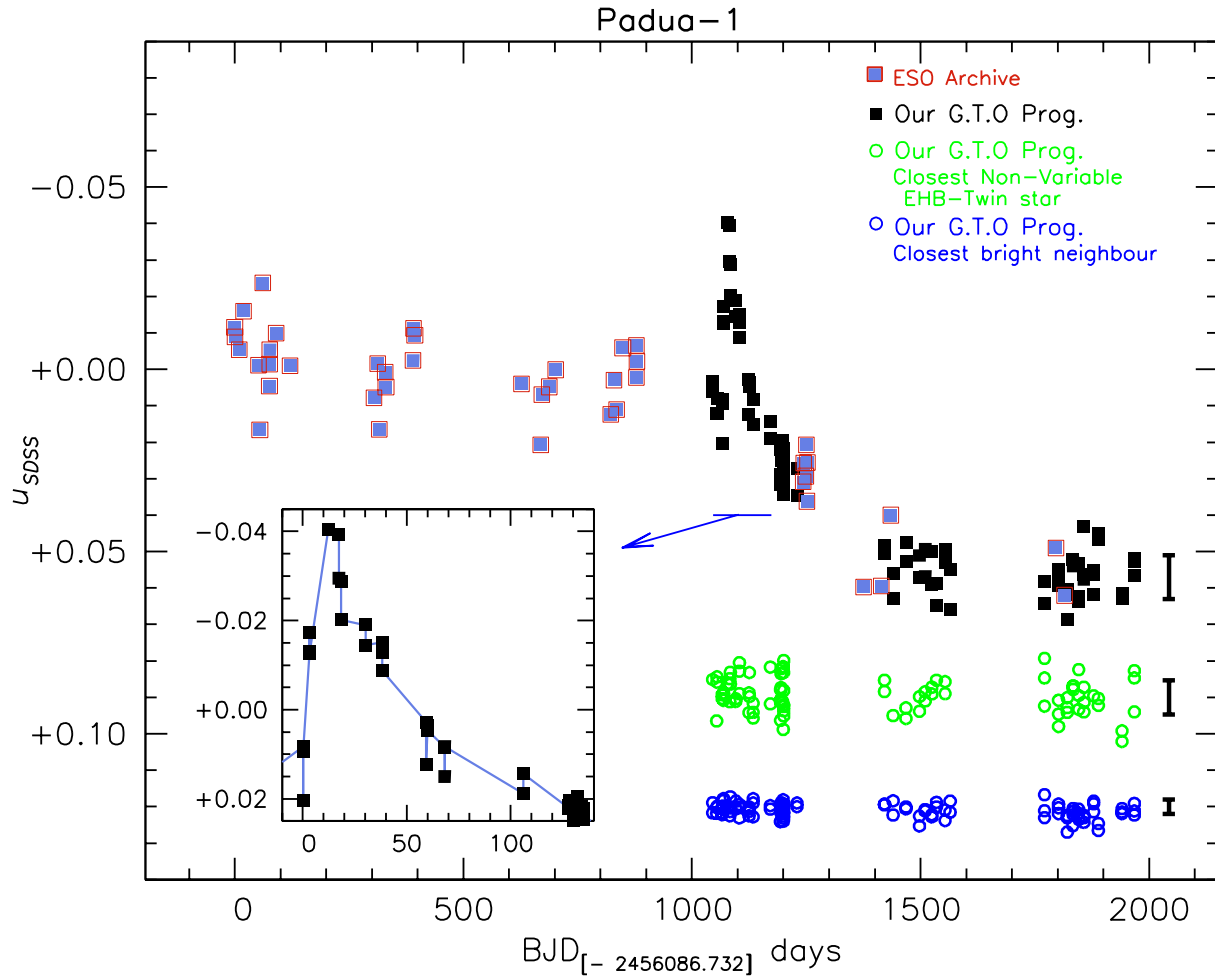 Padua-1
ESO Archive
Our G.T.O Prog.
Our G.T.O Prog.
Closest Non-Variable
EHB-Twin star
Our G.T.O Prog.
Closest bright neighbour
-0.05
+0.00
+0.05
+0.10
u_SDSS
-0.04
-0.02
+0.00
+0.02
0 50 100
0 500 1000 1500 2000
BJD[- 2456086.732] days